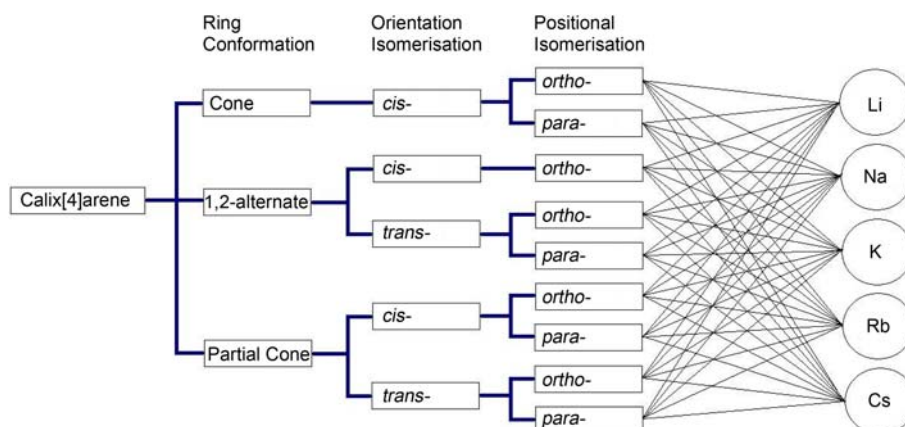 Ring
Conformation
Orientation
Isomerisation
Positional
Isomerisation
Calix[4]arene
Cone
cis-
ortho-
para-
1,2-alternate
cis-
ortho-
trans-
ortho-
para-
Partial Cone
cis-
ortho-
para-
trans-
ortho-
para-
Li
Na
K
Rb
Cs